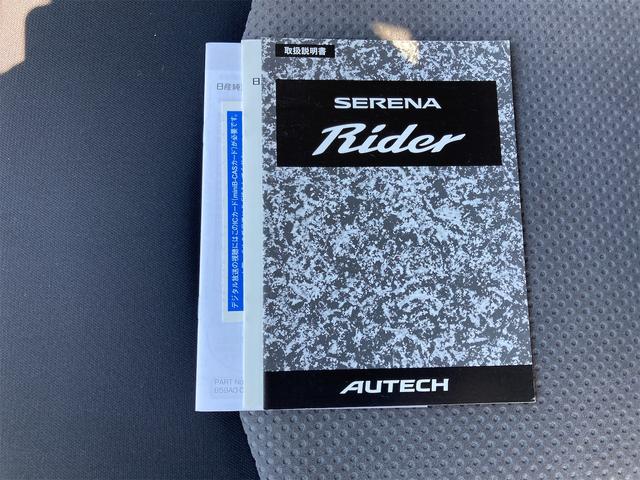 取扱説明書
SERENA
Rider
AUTECH
日産純
デジタル放送の視聴にはこのICカード(miniB-CASカード)が必要です。
PART No